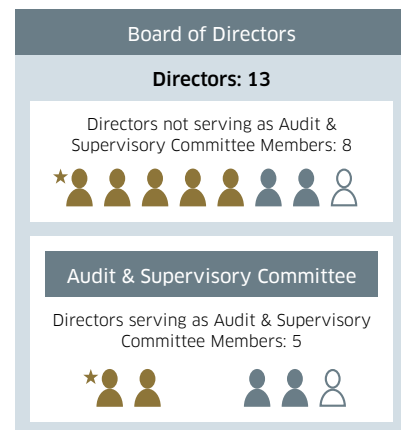 Board of Directors
Directors: 13
Directors not serving as Audit &
Supervisory Committee Members: 8
Audit & Supervisory Committee
Directors serving as Audit & Supervisory
Committee Members: 5